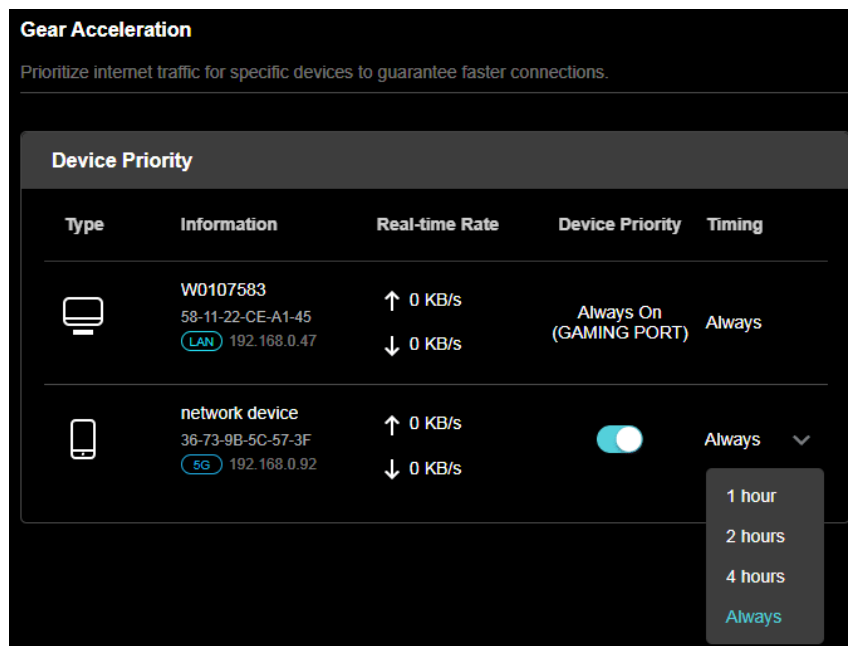 Gear Acceleration
Prioritize internet traffic for specific devices to guarantee faster connections.
Device Priority
Type Information Real-time Rate Device Priority Timing
W0107583
58-11-22-CE-A1-45
LAN 192.168.0.47
0 KB/s
0 KB/s
Always On
(GAMING PORT)
Always
network device
36-73-9B-5C-57-3F
5G 192.168.0.92
0 KB/s
0 KB/s
Always
1 hour
2 hours
4 hours
Always